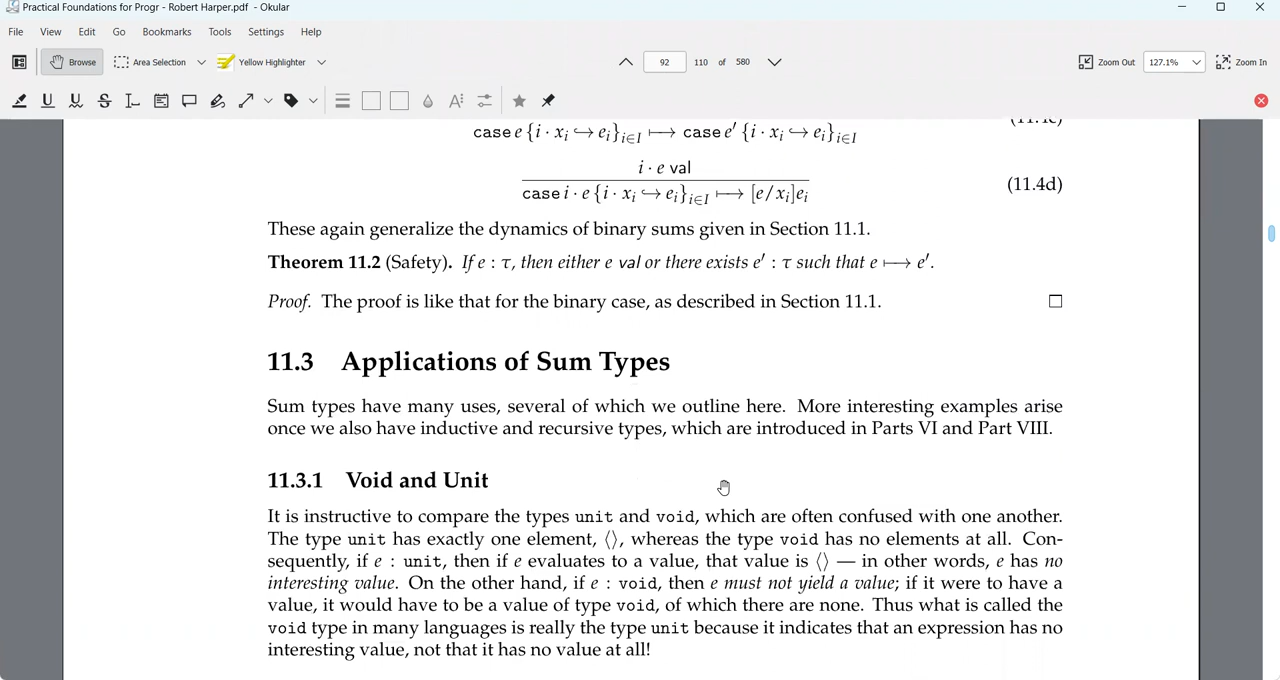 Practical Foundations for Progr - Robert Harper.pdf - Okular
File View Edit Go Bookmarks Tools Settings Help
Browse Area Selection Yellow Highlighter 92 110 of 580 Zoom Out 127.1% Zoom In
case e {i · xᵢ ↪ eᵢ}ᵢ∈I ⟼ case e′ {i · xᵢ ↪ eᵢ}ᵢ∈I
i · e val
case i · e {i · xᵢ ↪ eᵢ}ᵢ∈I ⟼ [e/xᵢ]eᵢ (11.4d)
These again generalize the dynamics of binary sums given in Section 11.1.
Theorem 11.2 (Safety). If e : τ, then either e val or there exists e′ : τ such that e ⟼ e′.
Proof. The proof is like that for the binary case, as described in Section 11.1. □
11.3 Applications of Sum Types
Sum types have many uses, several of which we outline here. More interesting examples arise
once we also have inductive and recursive types, which are introduced in Parts VI and Part VIII.
11.3.1 Void and Unit
It is instructive to compare the types unit and void, which are often confused with one another.
The type unit has exactly one element, ⟨⟩, whereas the type void has no elements at all. Con-
sequently, if e : unit, then if e evaluates to a value, that value is ⟨⟩ — in other words, e has no
interesting value. On the other hand, if e : void, then e must not yield a value; if it were to have a
value, it would have to be a value of type void, of which there are none. Thus what is called the
void type in many languages is really the type unit because it indicates that an expression has no
interesting value, not that it has no value at all!